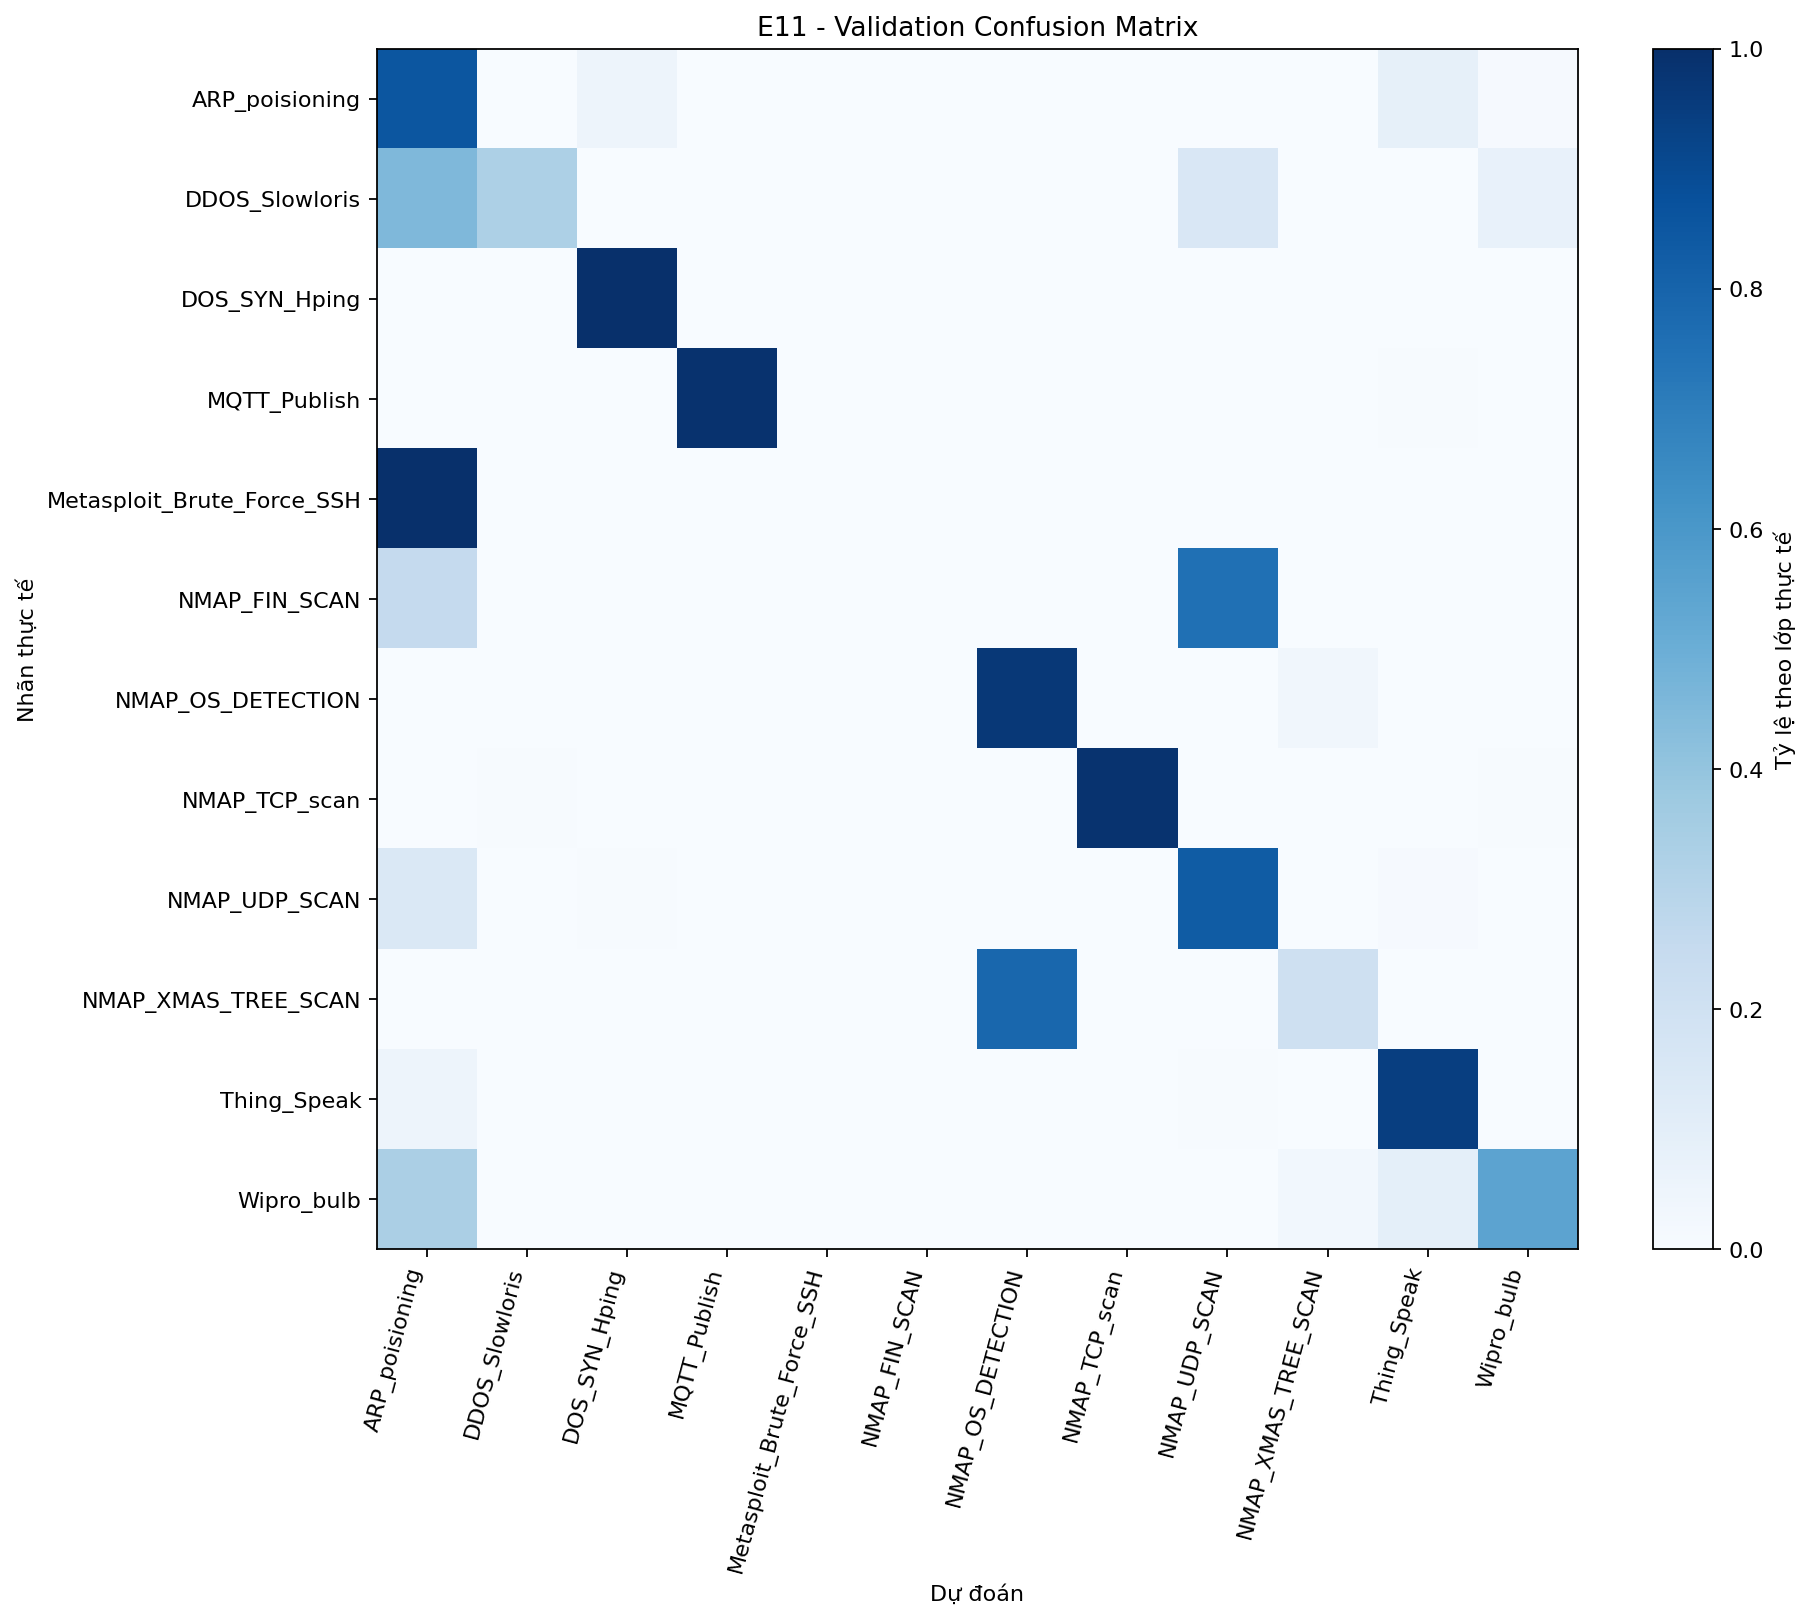 E11 - Validation Confusion Matrix
Nhãn thực tế
ARP_poisioning
DDOS_Slowloris
DOS_SYN_Hping
MQTT_Publish
Metasploit_Brute_Force_SSH
NMAP_FIN_SCAN
NMAP_OS_DETECTION
NMAP_TCP_scan
NMAP_UDP_SCAN
NMAP_XMAS_TREE_SCAN
Thing_Speak
Wipro_bulb
ARP_poisioning
DDOS_Slowloris
DOS_SYN_Hping
MQTT_Publish
Metasploit_Brute_Force_SSH
NMAP_FIN_SCAN
NMAP_OS_DETECTION
NMAP_TCP_scan
NMAP_UDP_SCAN
NMAP_XMAS_TREE_SCAN
Thing_Speak
Wipro_bulb
Dự đoán
1.0
0.8
0.6
0.4
0.2
0.0
Tỷ lệ theo lớp thực tế